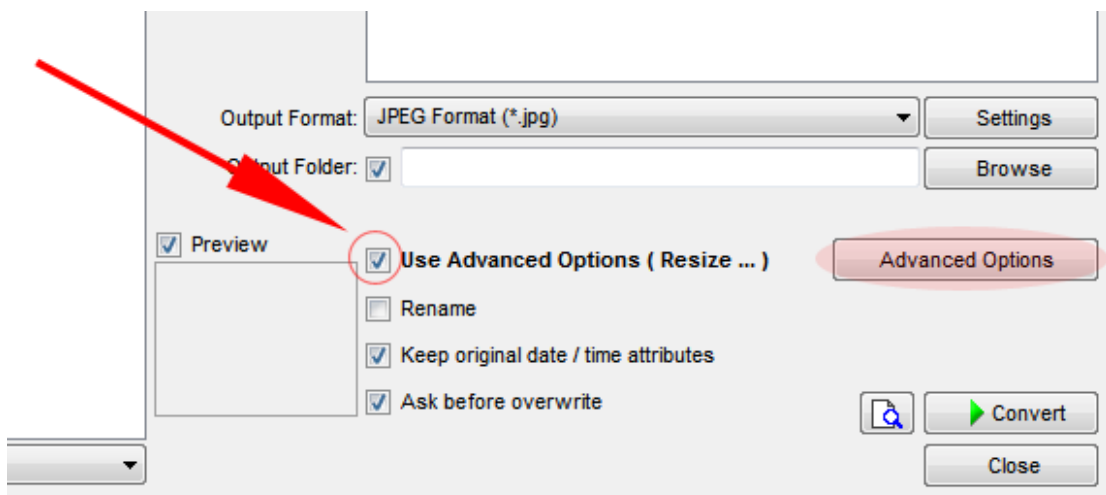 Output Format: JPEG Format (*.jpg) Settings
Output Folder: Browse
Preview
Use Advanced Options ( Resize ... ) Advanced Options
Rename
Keep original date / time attributes
Ask before overwrite
Convert
Close